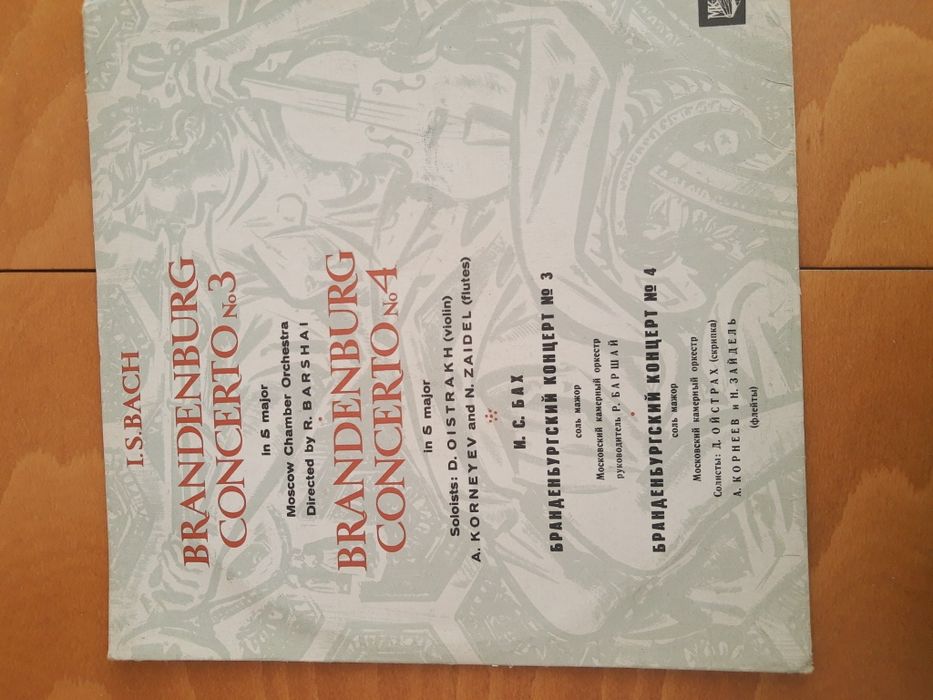 I.S.BACH
BRANDENBURG
CONCERTO No 3
in S major
Moscow Chamber Orchestra
Directed by R. BARSHAI
BRANDENBURG
CONCERTO No 4
in S major
Soloists: D. OISTRAKH (violin)
A. KORNEYEV and N. ZAIDEL (flutes)
И. С. БАХ
БРАНДЕНБУРГСКИЙ КОНЦЕРТ № 3
соль мажор
Московский камерный оркестр
руководитель Р. БАРШАЙ
БРАНДЕНБУРГСКИЙ КОНЦЕРТ № 4
соль мажор
Московский камерный оркестр
Солисты: Д. ОЙСТРАХ (скрипка)
А. КОРНЕЕВ и Н. ЗАЙДЕЛЬ
(флейты)